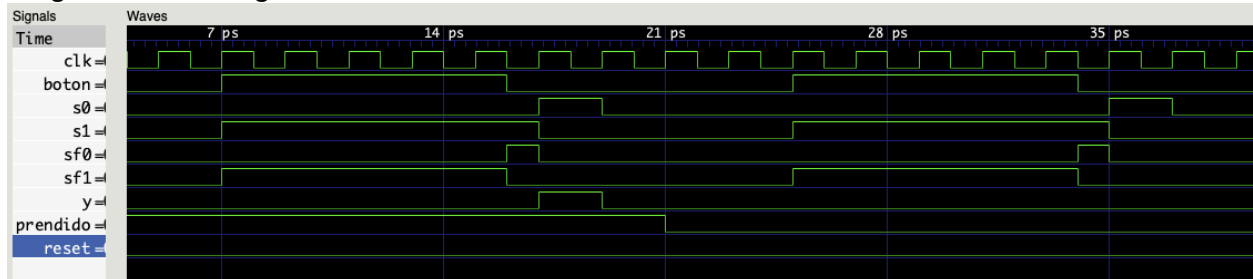 Signals
Waves
Time
7 ps
14 ps
21 ps
28 ps
35 ps
clk=
boton=
s0=
s1=
sf0=
sf1=
y=
prendido=
reset=